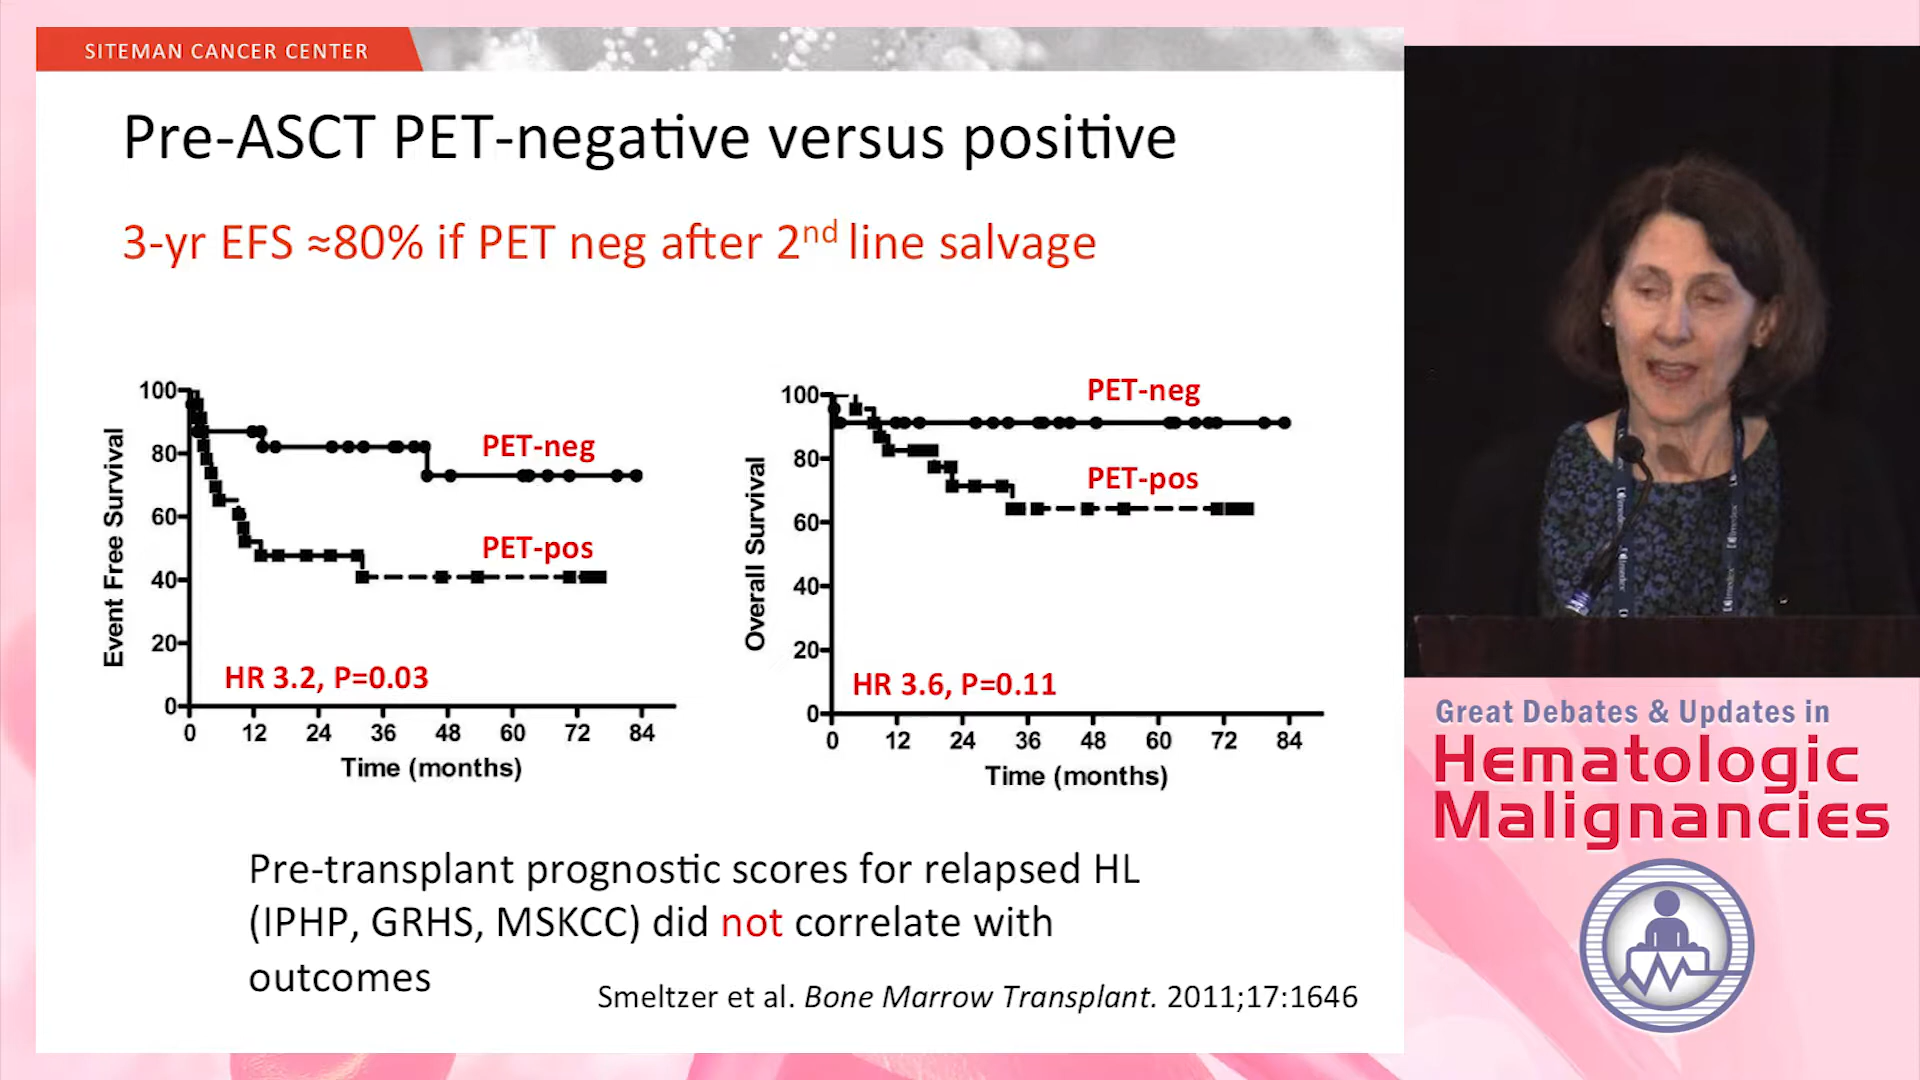 SITEMAN CANCER CENTER
Pre-ASCT PET-negative versus positive
3-yr EFS ≈80% if PET neg after 2nd line salvage
Event Free Survival
100
80
60
40
20
0
PET-neg
PET-pos
HR 3.2, P=0.03
0 12 24 36 48 60 72 84
Time (months)
Overall Survival
100
80
60
40
20
0
PET-neg
PET-pos
HR 3.6, P=0.11
0 12 24 36 48 60 72 84
Time (months)
Pre-transplant prognostic scores for relapsed HL
(IPHP, GRHS, MSKCC) did not correlate with
outcomes
Smeltzer et al. Bone Marrow Transplant. 2011;17:1646
Great Debates & Updates in
Hematologic
Malignancies
imedex